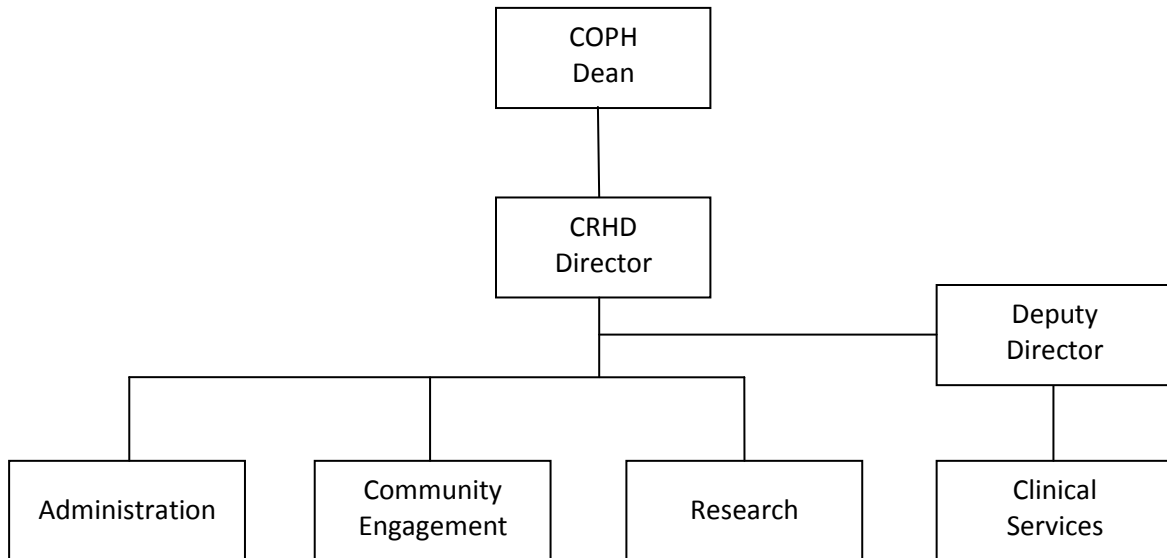 COPH
Dean
CRHD
Director
Deputy
Director
Administration
Community
Engagement
Research
Clinical
Services